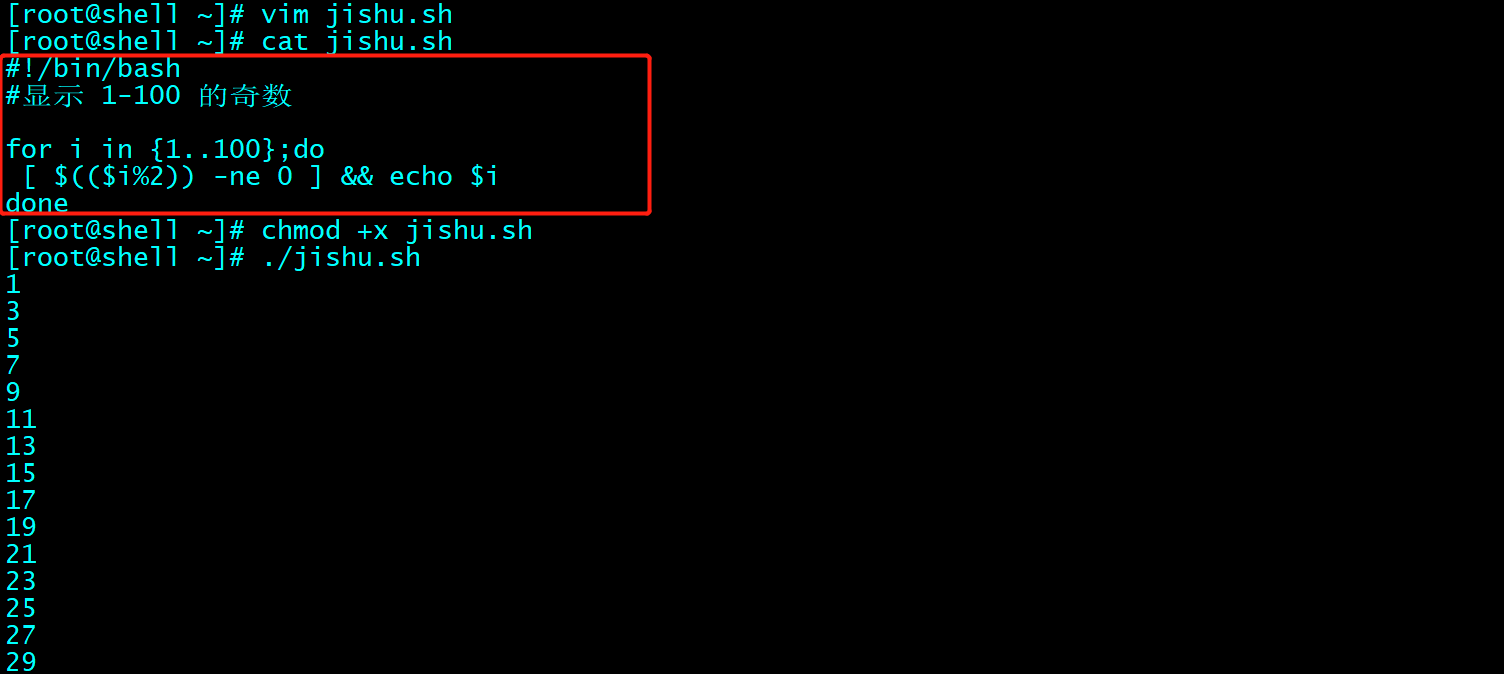 [root@shell ~]# vim jishu.sh
[root@shell ~]# cat jishu.sh
#!/bin/bash
#显示 1-100 的奇数
for i in {1..100};do
 [ $(($i%2)) -ne 0 ] && echo $i
done
[root@shell ~]# chmod +x jishu.sh
[root@shell ~]# ./jishu.sh
1
3
5
7
9
11
13
15
17
19
21
23
25
27
29